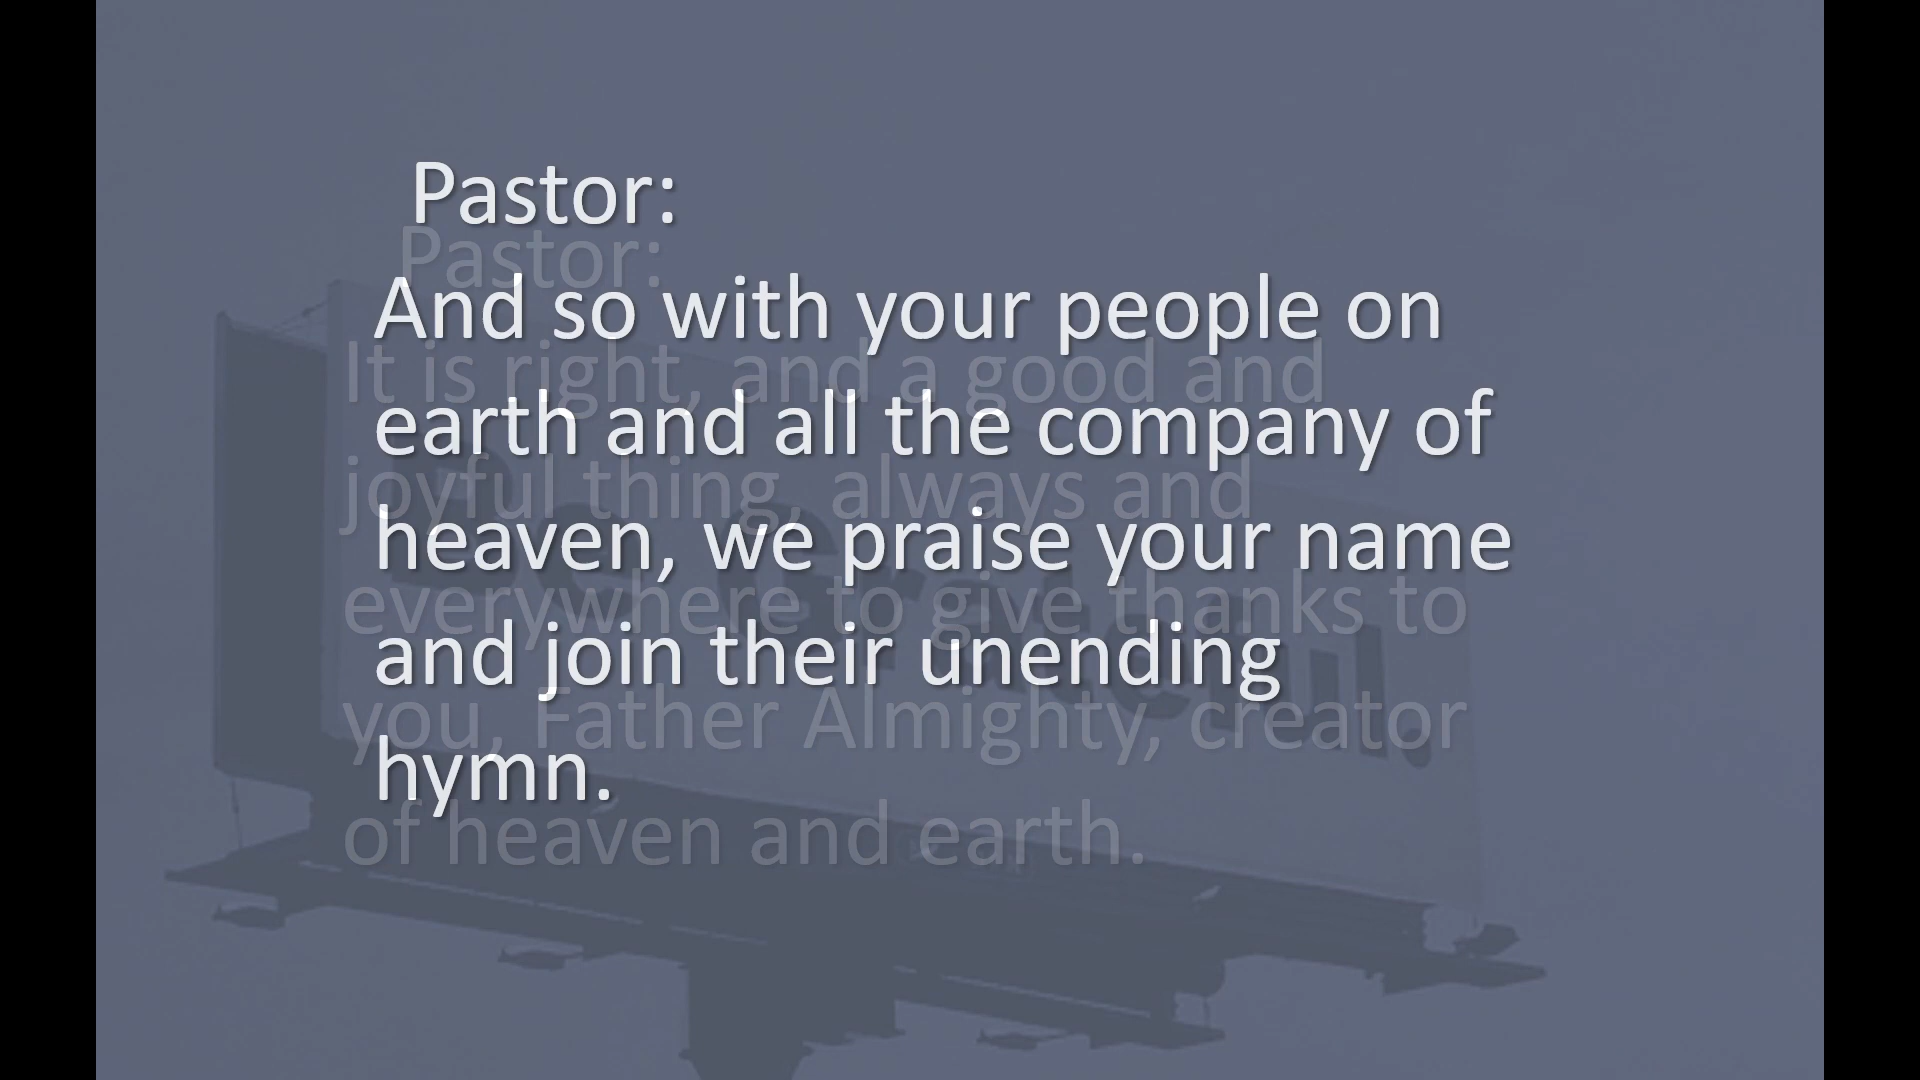 Pastor:
And so with your people on
earth and all the company of
heaven, we praise your name
and join their unending
hymn.
Pastor:
It is right, and a good and
joyful thing, always and
everywhere to give thanks to
you, Father Almighty, creator
of heaven and earth.
Be Grateful.